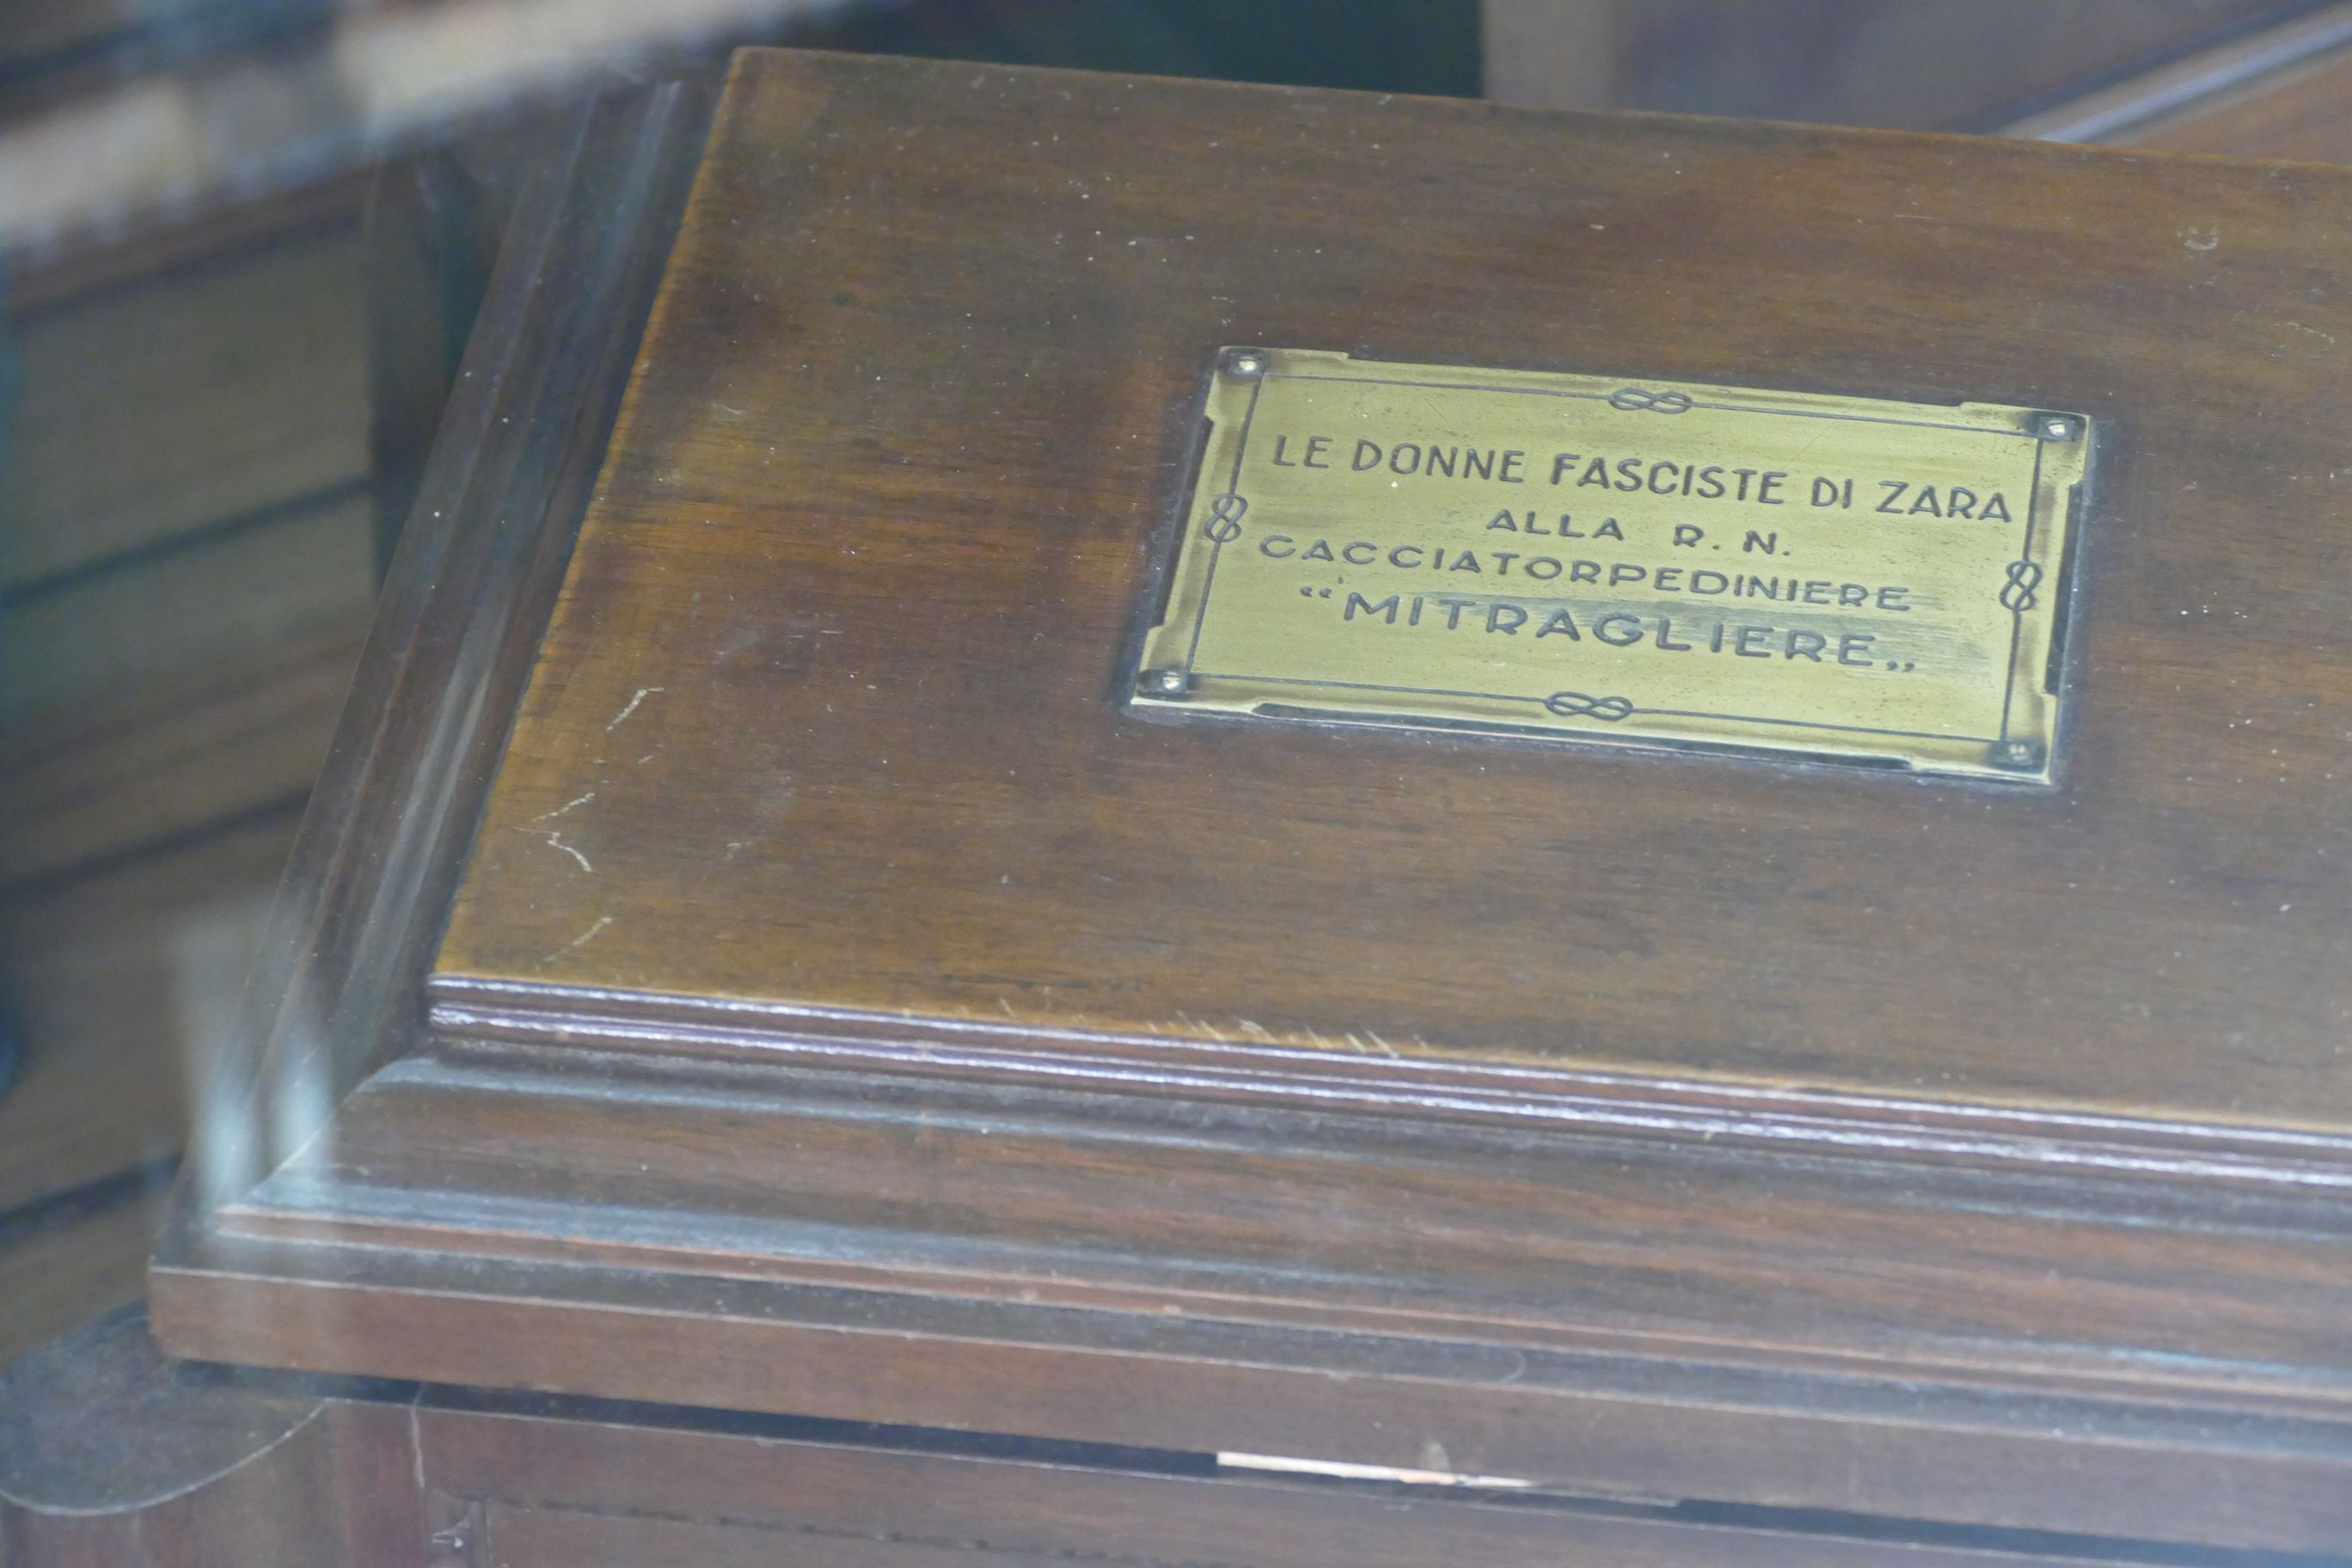 LE DONNE FASCISTE DI ZARA
ALLA R. N.
CACCIATORPEDINIERE
“MITRAGLIERE„